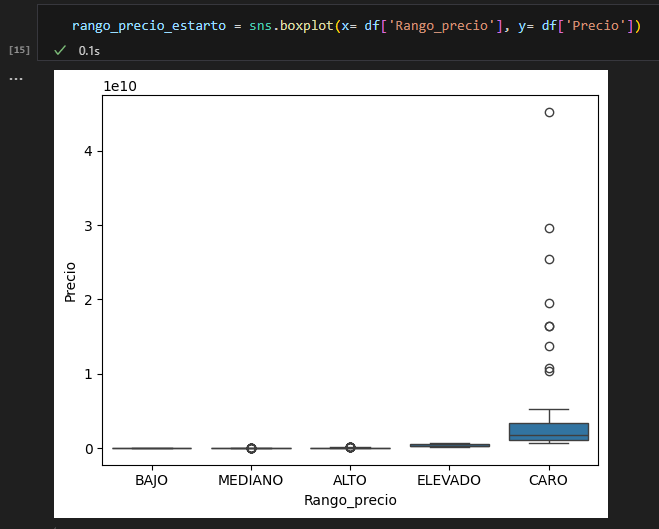 rango_precio_estarto = sns.boxplot(x= df['Rango_precio'], y= df['Precio'])
[15]
0.1s
...
1e10
4
3
2
1
0
Precio
BAJO MEDIANO ALTO ELEVADO CARO
Rango_precio